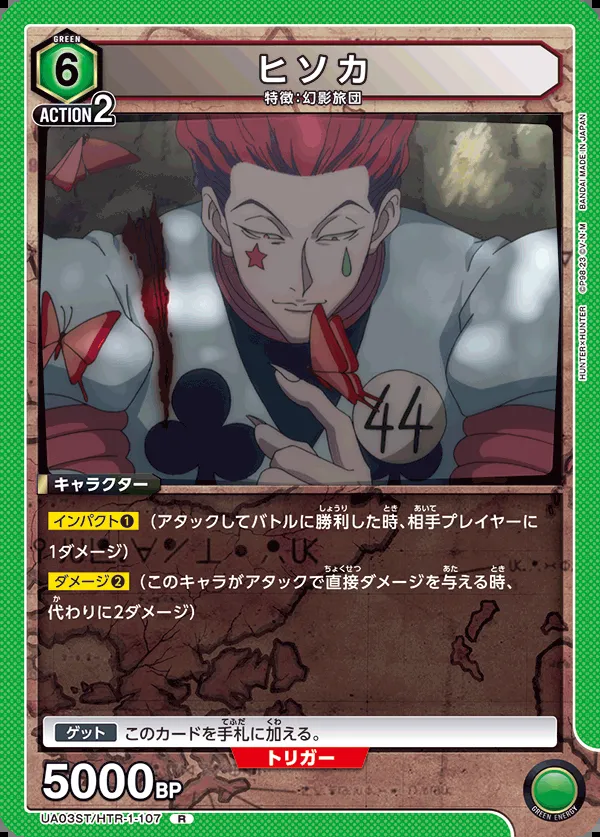 GREEN
6
ACTION2
ヒソカ
特徴:幻影旅団
44
キャラクター
インパクト❶ (アタックしてバトルに勝利した時、相手プレイヤーに
1ダメージ)
ダメージ❷ (このキャラがアタックで直接ダメージを与える時、
代わりに2ダメージ)
ゲット このカードを手札に加える。
トリガー
5000BP
UA03ST/HTR-1-107 R
GREEN ENERGY
HUNTER×HUNTER ©P98-23 ©V・N・M BANDAI MADE IN JAPAN